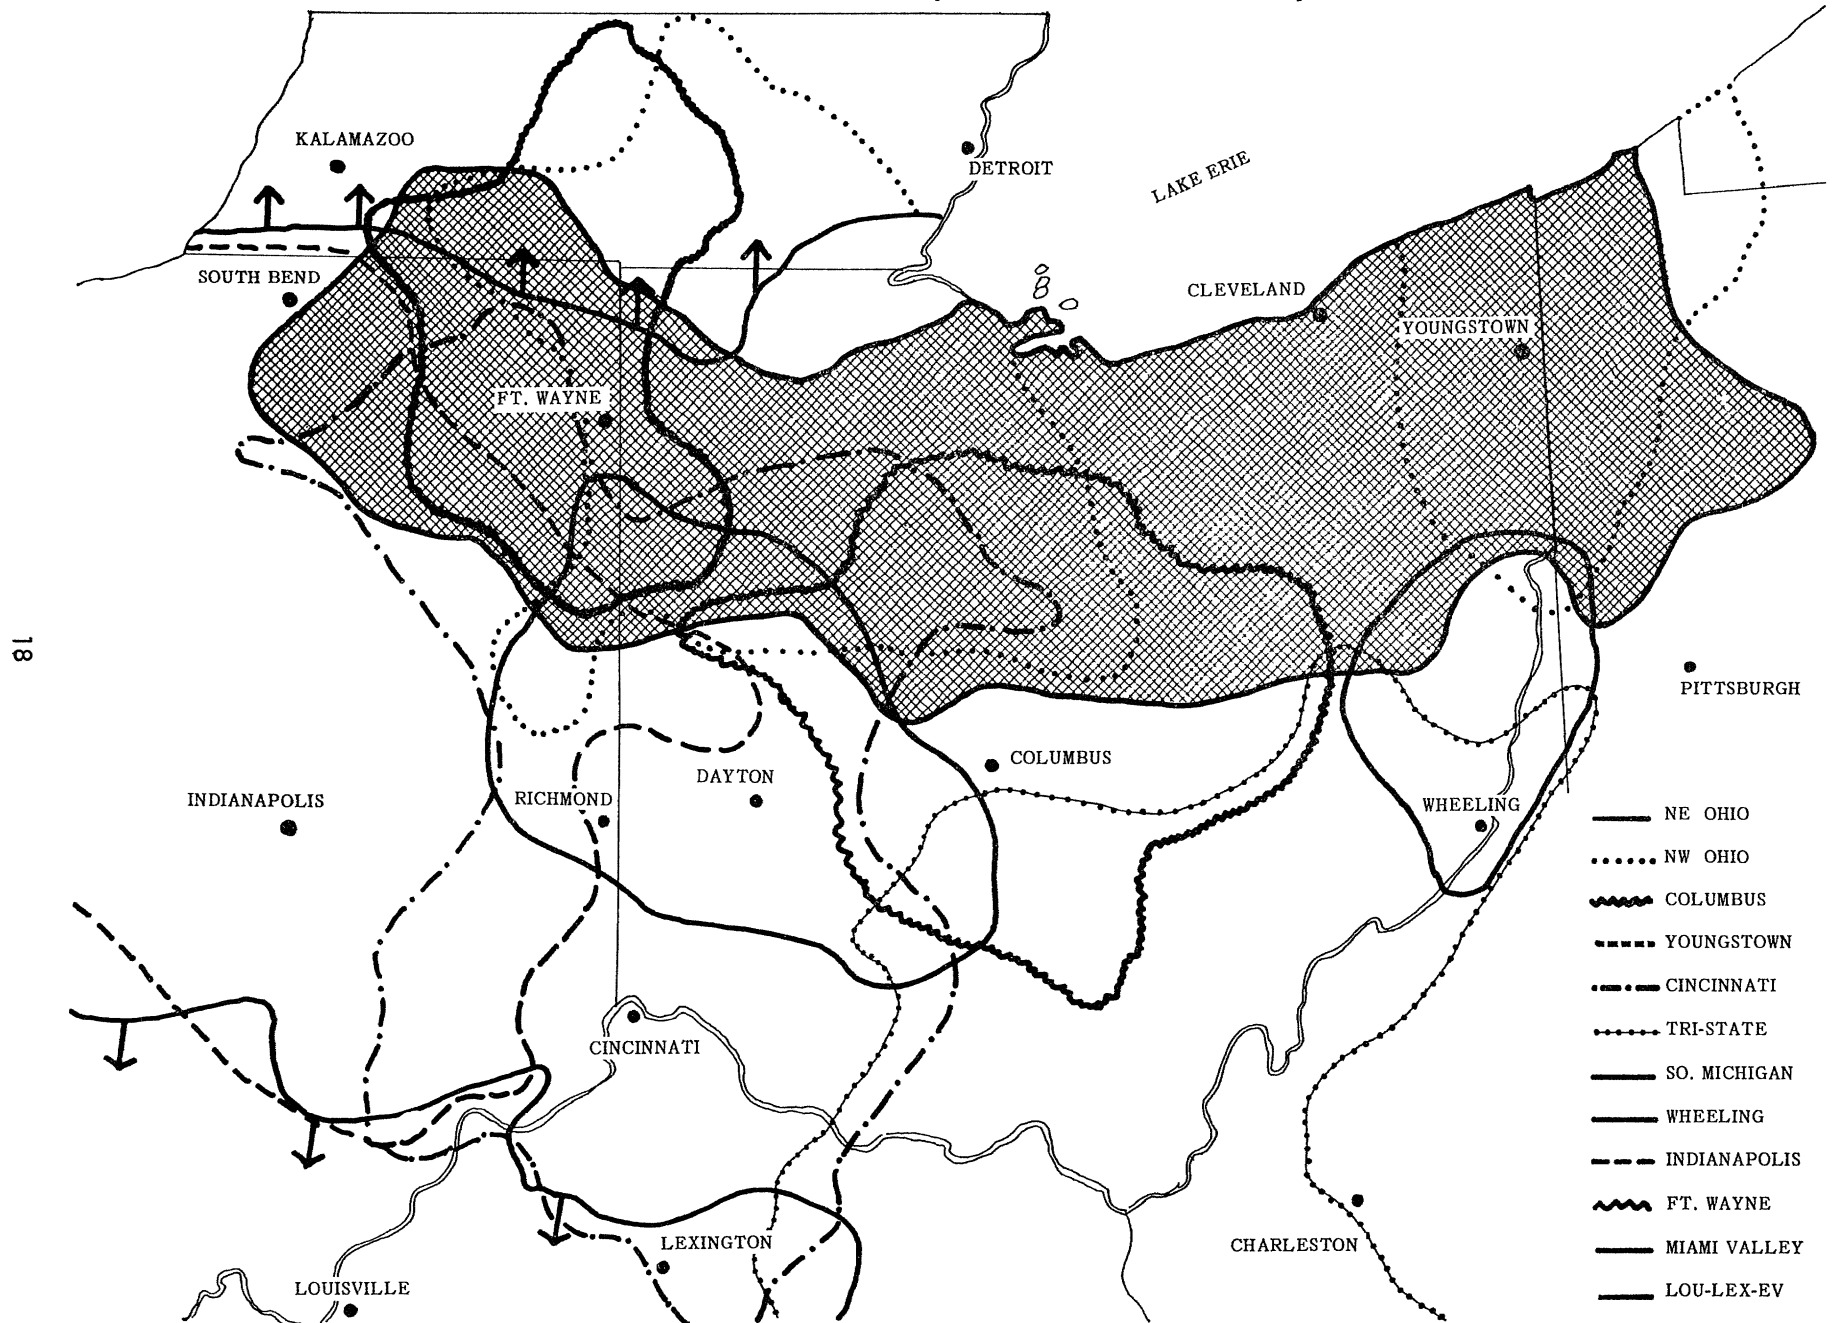 KALAMAZOO
DETROIT
LAKE ERIE
SOUTH BEND
CLEVELAND
YOUNGSTOWN
FT. WAYNE
18
PITTSBURGH
COLUMBUS
DAYTON
INDIANAPOLIS
RICHMOND
WHEELING
CINCINNATI
LEXINGTON
CHARLESTON
LOUISVILLE
NE OHIO
NW OHIO
COLUMBUS
YOUNGSTOWN
CINCINNATI
TRI-STATE
SO. MICHIGAN
WHEELING
INDIANAPOLIS
FT. WAYNE
MIAMI VALLEY
LOU-LEX-EV